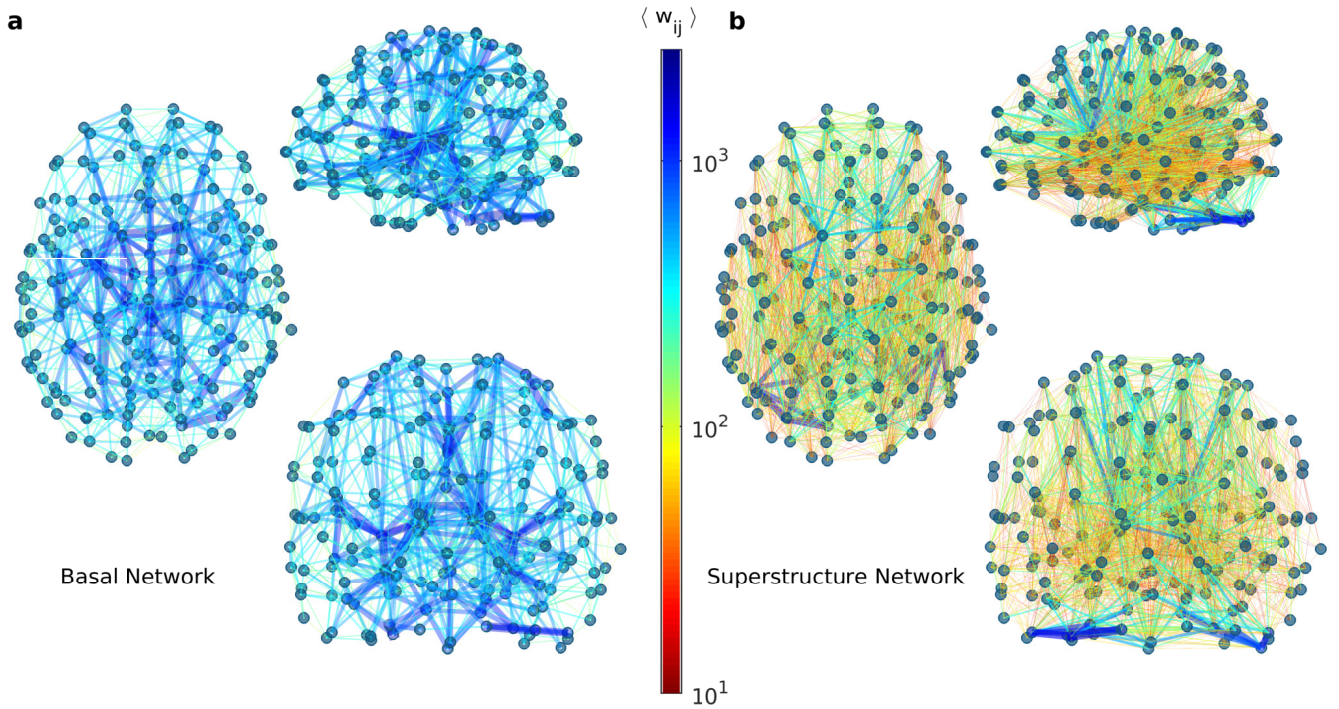 a
⟨ w_ij ⟩
b
10^3
10^2
10^1
Basal Network
Superstructure Network